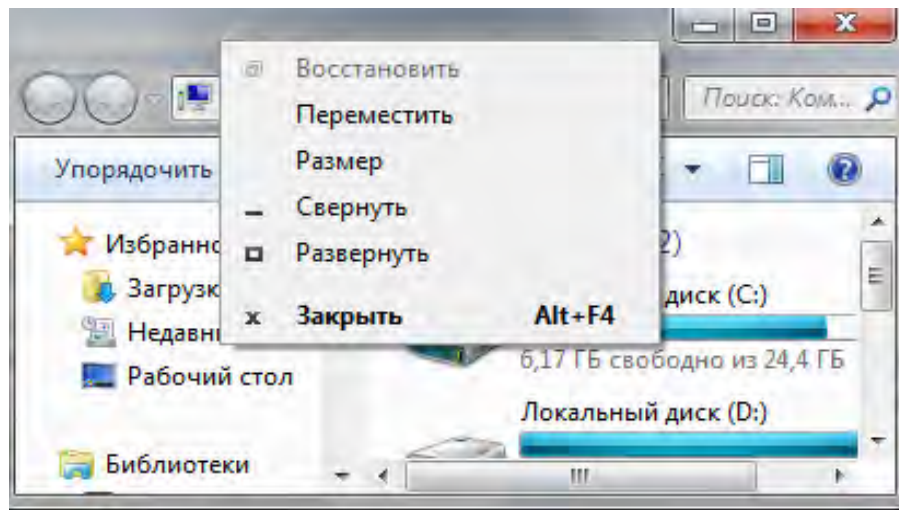 Восстановить
Переместить
Размер
Свернуть
Развернуть
Закрыть Alt+F4
Поиск: Ком...
Упорядочить
Избранно
Загрузк
Недавн
Рабочий стол
Библиотеки
2)
диск (C:)
6,17 ГБ свободно из 24,4 ГБ
Локальный диск (D:)